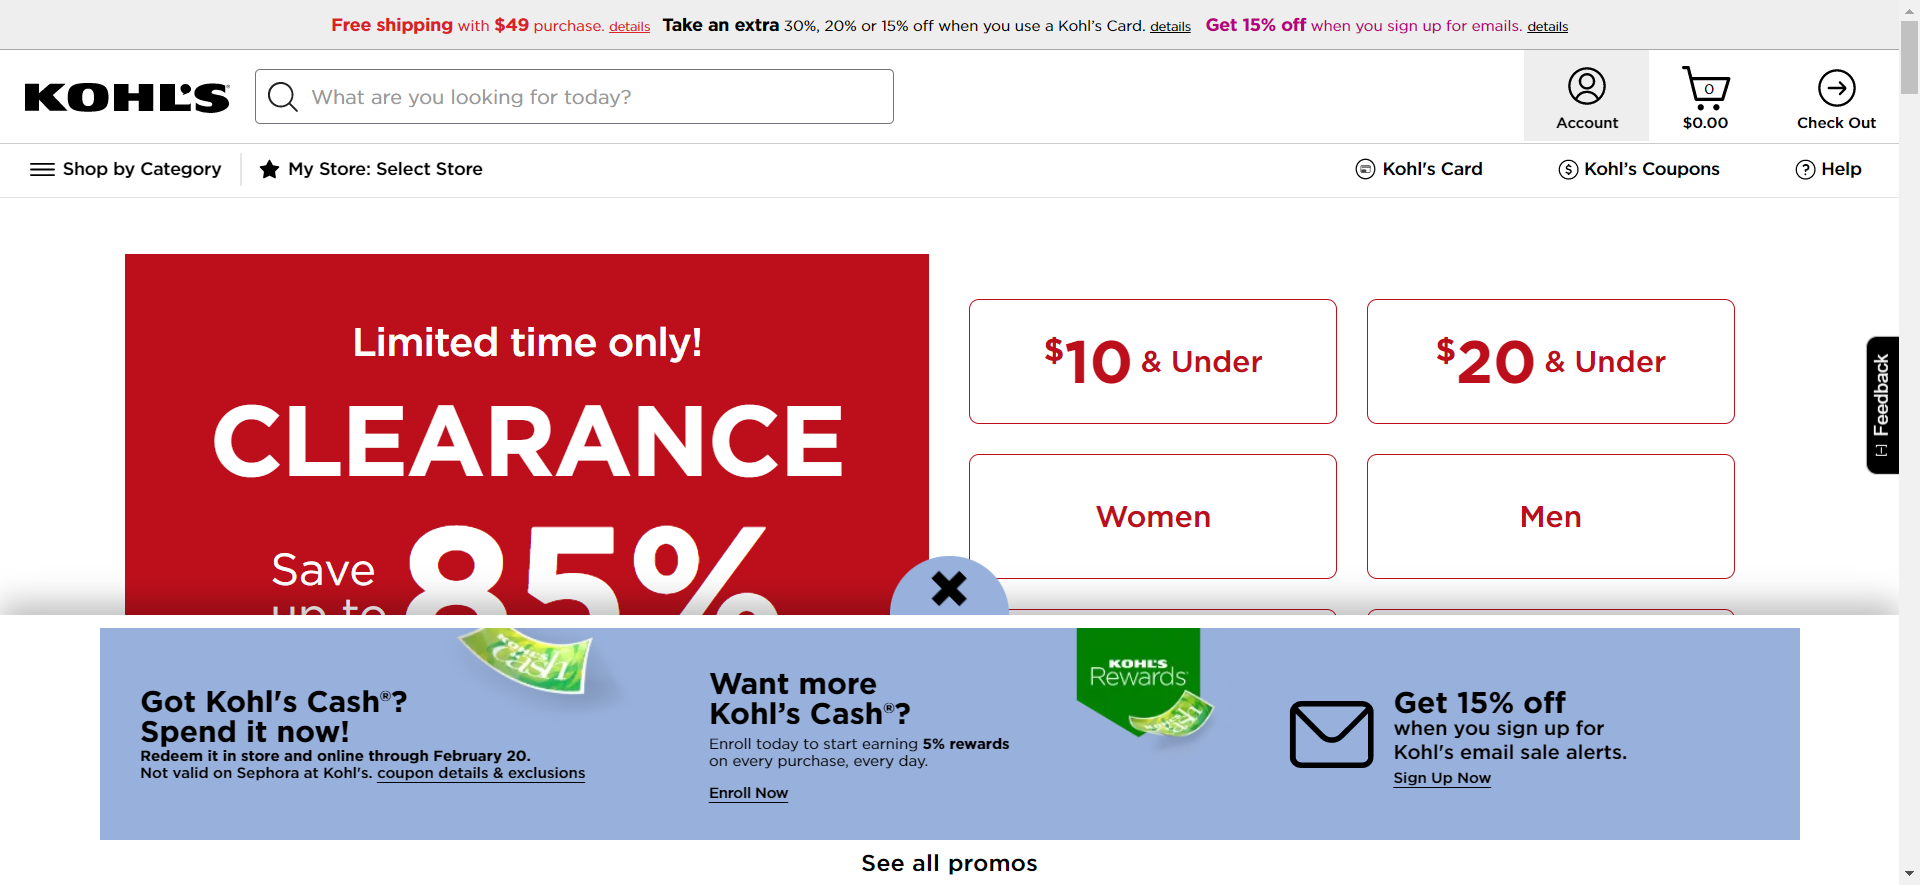 Free shipping with $49 purchase. details Take an extra 30%, 20% or 15% off when you use a Kohl's Card. details Get 15% off when you sign up for emails. details
KOHL'S
What are you looking for today?
Account
0
$0.00
Check Out
Shop by Category
My Store: Select Store
Kohl's Card
$ Kohl's Coupons
? Help
Limited time only!
CLEARANCE
Save
up to
85%
$10 & Under
$20 & Under
Women
Men
[-] Feedback
Got Kohl's Cash®?
Spend it now!
Redeem it in store and online through February 20.
Not valid on Sephora at Kohl's. coupon details & exclusions
KOHL'S
Cash
Want more
Kohl's Cash®?
Enroll today to start earning 5% rewards
on every purchase, every day.
Enroll Now
KOHL'S
Rewards
Get 15% off
when you sign up for
Kohl's email sale alerts.
Sign Up Now
See all promos